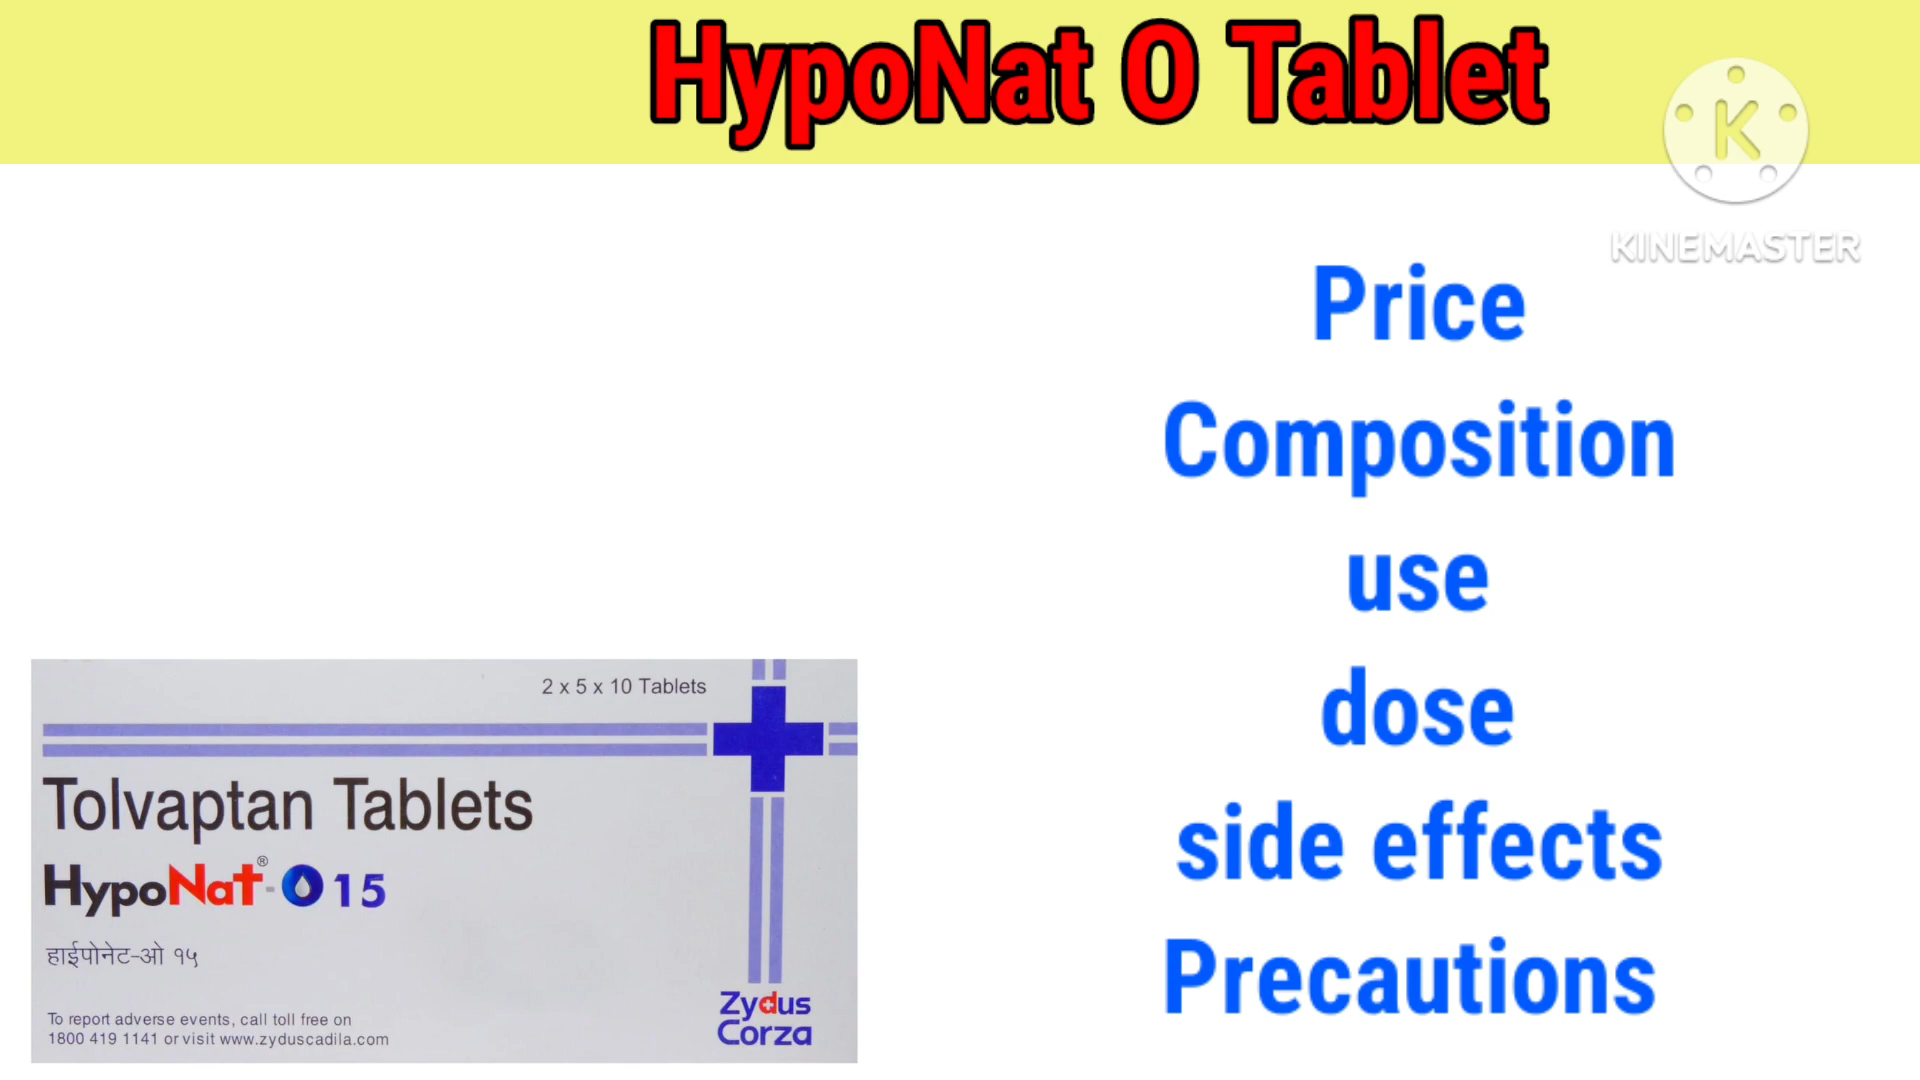 HypoNat O Tablet
K
KINEMASTER
Price
Composition
use
dose
side effects
Precautions
2 x 5 x 10 Tablets
Tolvaptan Tablets
HypoNat®-O 15
हाईपोनेट-ओ १५
To report adverse events, call toll free on
1800 419 1141 or visit www.zyduscadila.com
Zydus
Corza